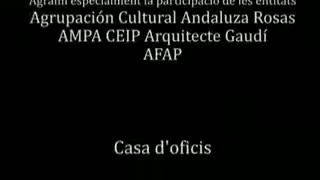 Agraïm especialment la participació de les entitats
Agrupación Cultural Andaluza Rosas
AMPA CEIP Arquitecte Gaudí
AFAP
Casa d'oficis